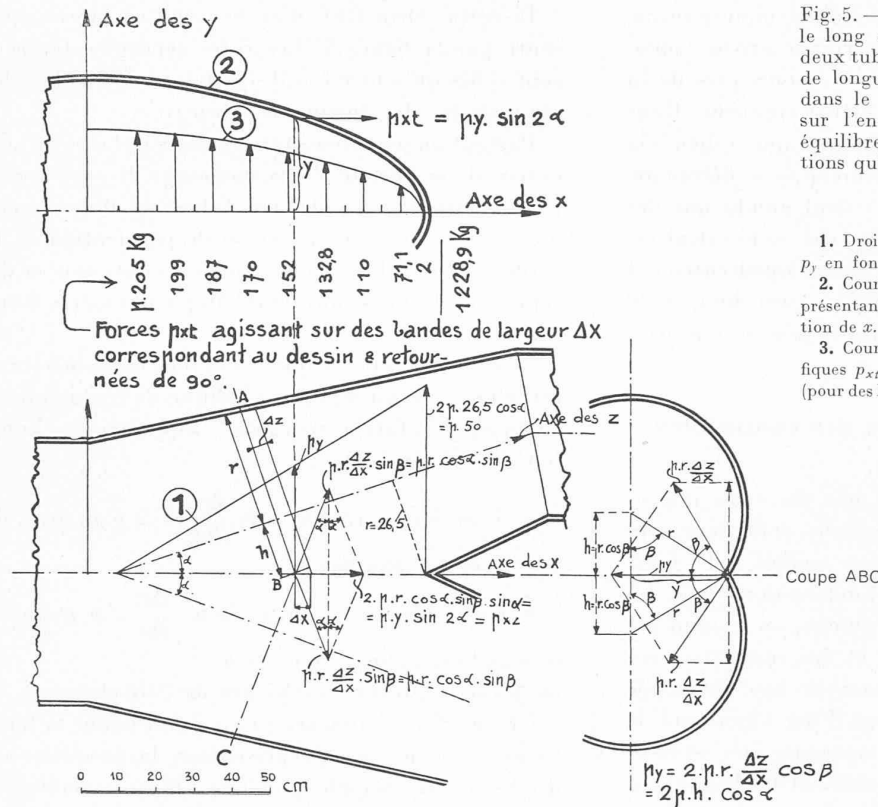 Axe des y
2
3
pxt = py. sin 2 α
y
Axe des x
p 205 Kg
199
187
170
152
132,8
110
71,1
2
1228,9 Kg
Forces pxt agissant sur des bandes de largeur ΔX
correspondant au dessin & retour-
nées de 90°.
Fig. 5. —
le long
deux tub
de longu
dans le
sur l'en
équilibre
tions qu
1. Droi
py en fonc
2. Cour
présentan
tion de x.
3. Cour
fiques pxt
(pour des
A
Δz
r
h
B
py
1
α
α
2 p. 26,5 cos α
= p. 50
Axe des z
p.r. Δz/ΔX . sin β = p.r. cos α . sin β
α α
r = 26,5
Axe des X
ΔX
2. p.r. cos α. sin β. sin α =
= p.y. sin 2α = pxz
α α
p.r. Δz/ΔX . Sin β = p.r. cos α . sin β
C
0 10 20 30 40 50
cm
p.r. Δz/ΔX
h = r. cos β
h = r. cos β
β
β
py
y
β
r
β
p.r. Δz/ΔX
Coupe ABC
py = 2. p. r. Δz/ΔX cos β
= 2 p. h. Cos α